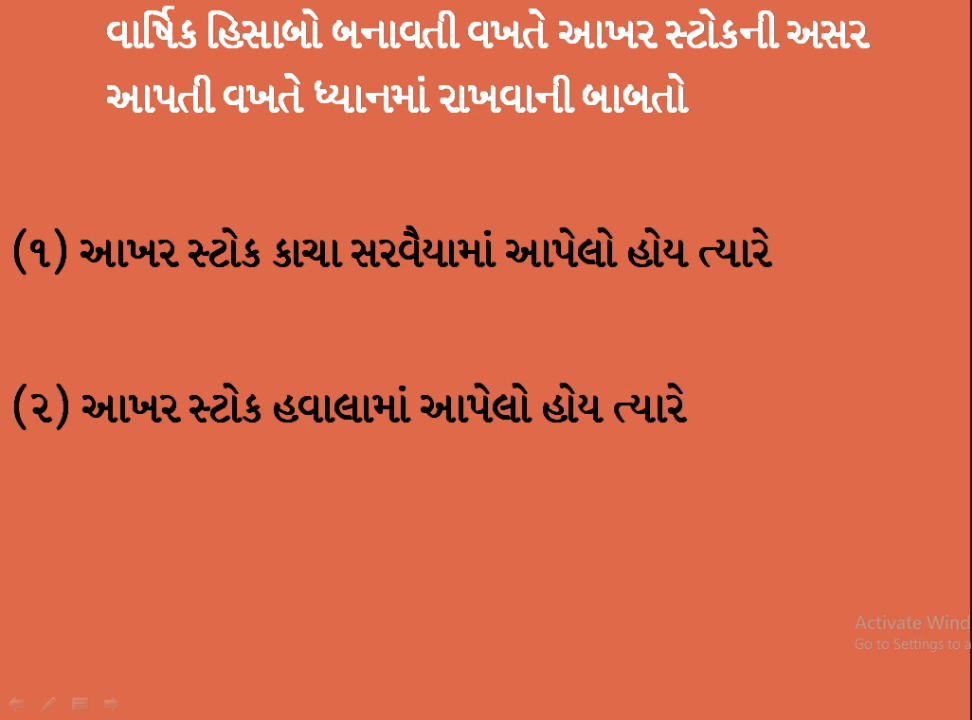 વાર્ષિક હિસાબો બનાવતી વખતે આખર સ્ટોકની અસર
આપતી વખતે ધ્યાનમાં રાખવાની બાબતો
(૧) આખર સ્ટોક કાચા સરવૈયામાં આપેલો હોય ત્યારે
(૨) આખર સ્ટોક હવાલામાં આપેલો હોય ત્યારે
Activate Wind
Go to Settings to a